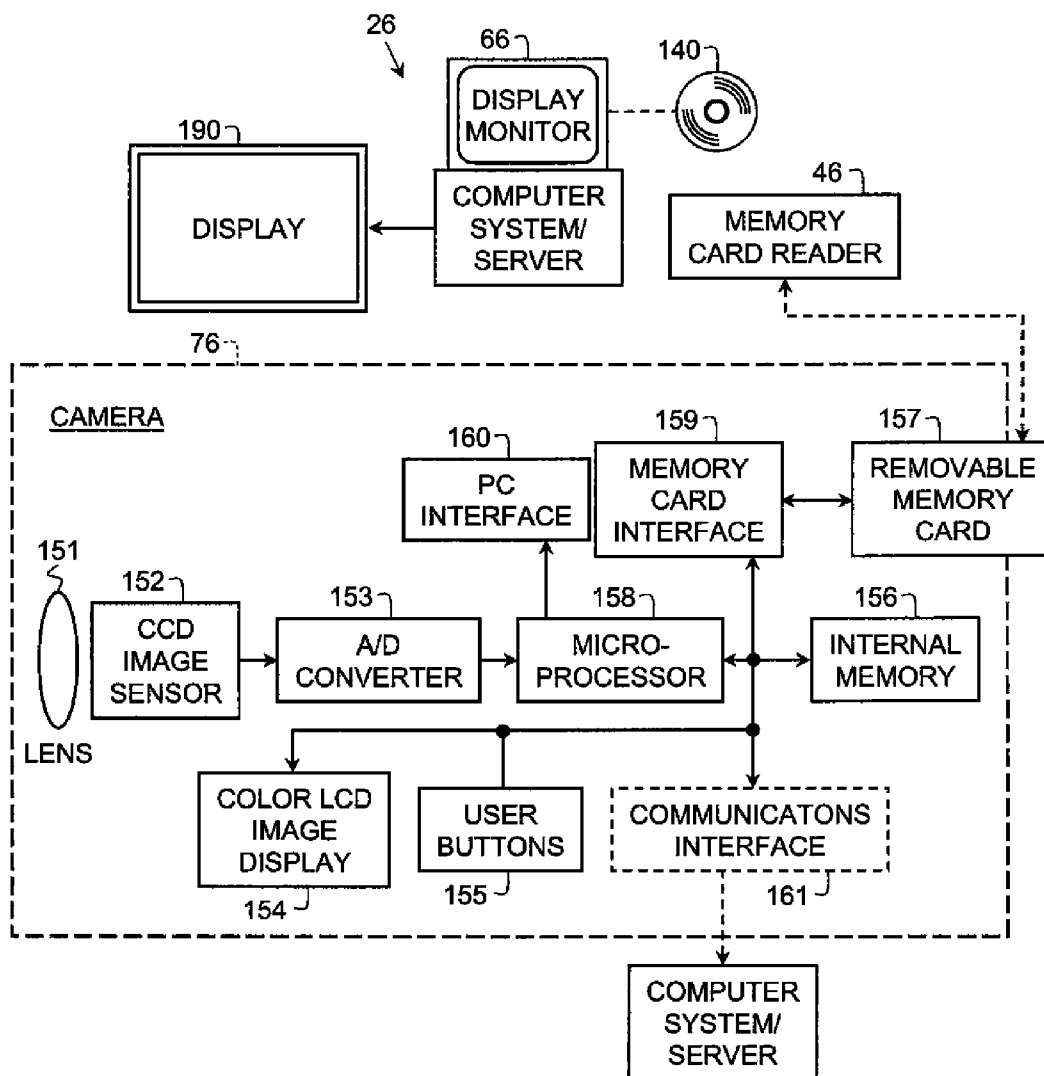 26
66
140
DISPLAY
MONITOR
190
46
DISPLAY
COMPUTER
SYSTEM/
SERVER
MEMORY
CARD READER
76
CAMERA
160
159
157
PC
INTERFACE
MEMORY
CARD
INTERFACE
REMOVABLE
MEMORY
CARD
151
152
153
158
156
CCD
IMAGE
SENSOR
A/D
CONVERTER
MICRO-
PROCESSOR
INTERNAL
MEMORY
LENS
COLOR LCD
IMAGE
DISPLAY
USER
BUTTONS
COMMUNICATONS
INTERFACE
154
155
161
COMPUTER
SYSTEM/
SERVER